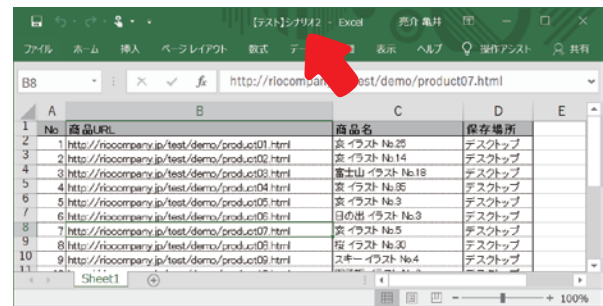 [テスト]シナリオ2 - Excel 亮介 亀井
ファイル ホーム 挿入 ページレイアウト 数式 表示 ヘルプ 操作アシスト 共有
B8 fx http://riocompany.jp/test/demo/product07.html
A B C D E
1 No 商品URL 商品名 保存場所
2 1 http://riocompany.jp/test/demo/product01.html 亥 イラスト No.25 デスクトップ
3 2 http://riocompany.jp/test/demo/product02.html 亥 イラスト No.14 デスクトップ
4 3 http://riocompany.jp/test/demo/product03.html 富士山 イラスト No.18 デスクトップ
5 4 http://riocompany.jp/test/demo/product04.html 亥 イラスト No.85 デスクトップ
6 5 http://riocompany.jp/test/demo/product05.html 亥 イラスト No.3 デスクトップ
7 6 http://riocompany.jp/test/demo/product06.html 日の出 イラスト No.3 デスクトップ
8 7 http://riocompany.jp/test/demo/product07.html 亥 イラスト No.5 デスクトップ
9 8 http://riocompany.jp/test/demo/product08.html 桜 イラスト No.30 デスクトップ
10 9 http://riocompany.jp/test/demo/product09.html スキー イラスト No.4 デスクトップ
11
Sheet1
100%